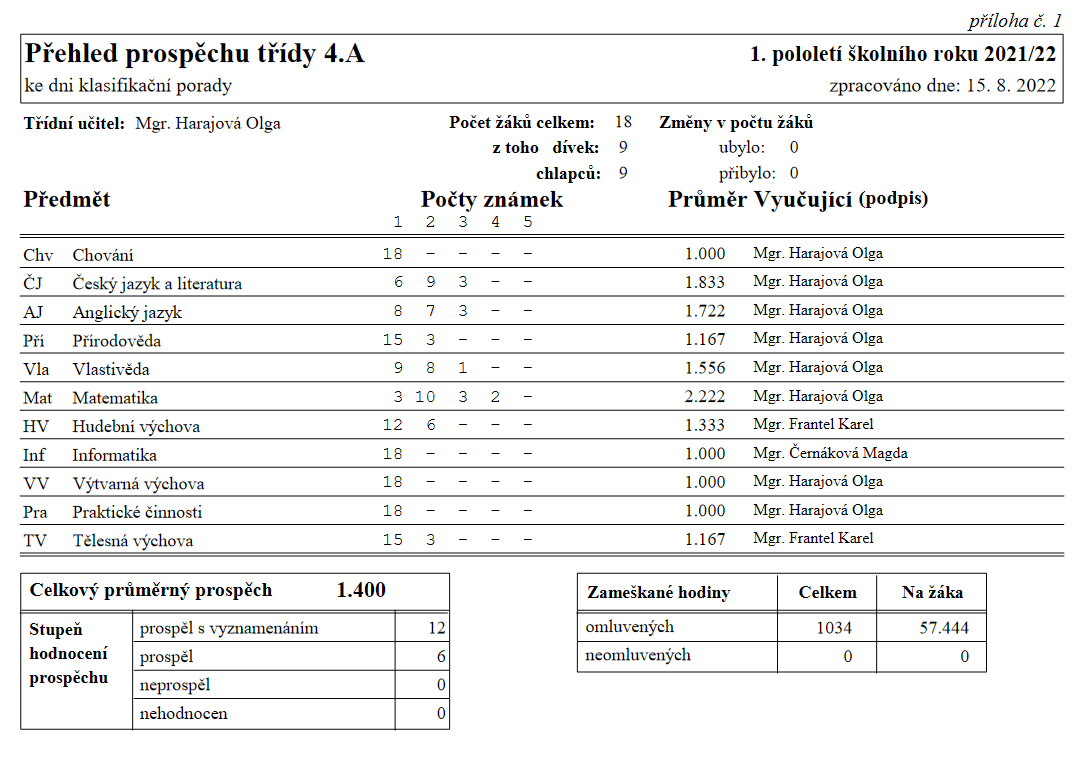 příloha č. 1
Přehled prospěchu třídy 4.A 1. pololetí školního roku 2021/22
ke dni klasifikační porady zpracováno dne: 15. 8. 2022
Třídní učitel: Mgr. Harajová Olga Počet žáků celkem: 18 Změny v počtu žáků
z toho dívek: 9 ubylo: 0
chlapců: 9 přibylo: 0
Předmět Počty známek Průměr Vyučující (podpis)
1 2 3 4 5
Chv Chování 18 – – – – 1.000 Mgr. Harajová Olga
ČJ Český jazyk a literatura 6 9 3 – – 1.833 Mgr. Harajová Olga
AJ Anglický jazyk 8 7 3 – – 1.722 Mgr. Harajová Olga
Pří Přírodověda 15 3 – – – 1.167 Mgr. Harajová Olga
Vla Vlastivěda 9 8 1 – – 1.556 Mgr. Harajová Olga
Mat Matematika 3 10 3 2 – 2.222 Mgr. Harajová Olga
HV Hudební výchova 12 6 – – – 1.333 Mgr. Frantel Karel
Inf Informatika 18 – – – – 1.000 Mgr. Černáková Magda
VV Výtvarná výchova 18 – – – – 1.000 Mgr. Harajová Olga
Pra Praktické činnosti 18 – – – – 1.000 Mgr. Harajová Olga
TV Tělesná výchova 15 3 – – – 1.167 Mgr. Frantel Karel
Celkový průměrný prospěch 1.400
Stupeň hodnocení prospěchu
prospěl s vyznamenáním 12
prospěl 6
neprospěl 0
nehodnocen 0
Zameškané hodiny Celkem Na žáka
omluvených 1034 57.444
neomluvených 0 0